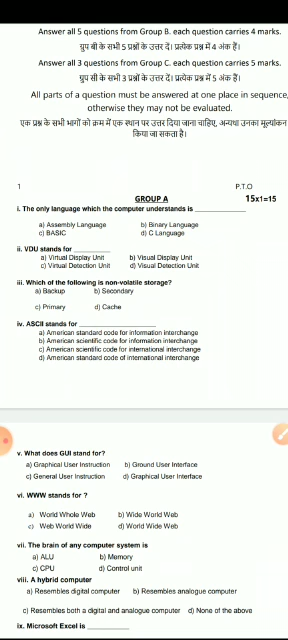 Answer all 5 questions from Group B. each question carries 4 marks.
ग्रुप बी के सभी 5 प्रश्नों के उत्तर दें। प्रत्येक प्रश्न में 4 अंक हैं।
Answer all 3 questions from Group C. each question carries 5 marks.
ग्रुप सी के सभी 3 प्रश्नों के उत्तर दें। प्रत्येक प्रश्न में 5 अंक हैं।
All parts of a question must be answered at one place in sequence,
otherwise they may not be evaluated.
एक प्रश्न के सभी भागों को क्रम में एक स्थान पर उत्तर दिया जाना चाहिए, अन्यथा उनका मूल्यांकन
किया जा सकता है।
1 P.T.O
GROUP A 15x1=15
i. The only language which the computer understands is ____________
a) Assembly Language b) Binary Language
c) BASIC d) C Language
ii. VDU stands for _________
a) Virtual Display Unit b) Visual Display Unit
c) Virtual Detection Unit d) Visual Detection Unit
iii. Which of the following is non-volatile storage?
a) Backup b) Secondary
c) Primary d) Cache
iv. ASCII stands for ____________________
a) American standard code for information interchange
b) American scientific code for information interchange
c) American scientific code for international interchange
d) American standard code of international interchange
v. What does GUI stand for?
a) Graphical User Instruction b) Ground User Interface
c) General User Instruction d) Graphical User Interface
vi. WWW stands for ?
a) World Whole Web b) Wide World Web
c) Web World Wide d) World Wide Web
vii. The brain of any computer system is
a) ALU b) Memory
c) CPU d) Control unit
viii. A hybrid computer
a) Resembles digital computer b) Resembles analogue computer
c) Resembles both a digital and analogue computer d) None of the above
ix. Microsoft Excel is __________